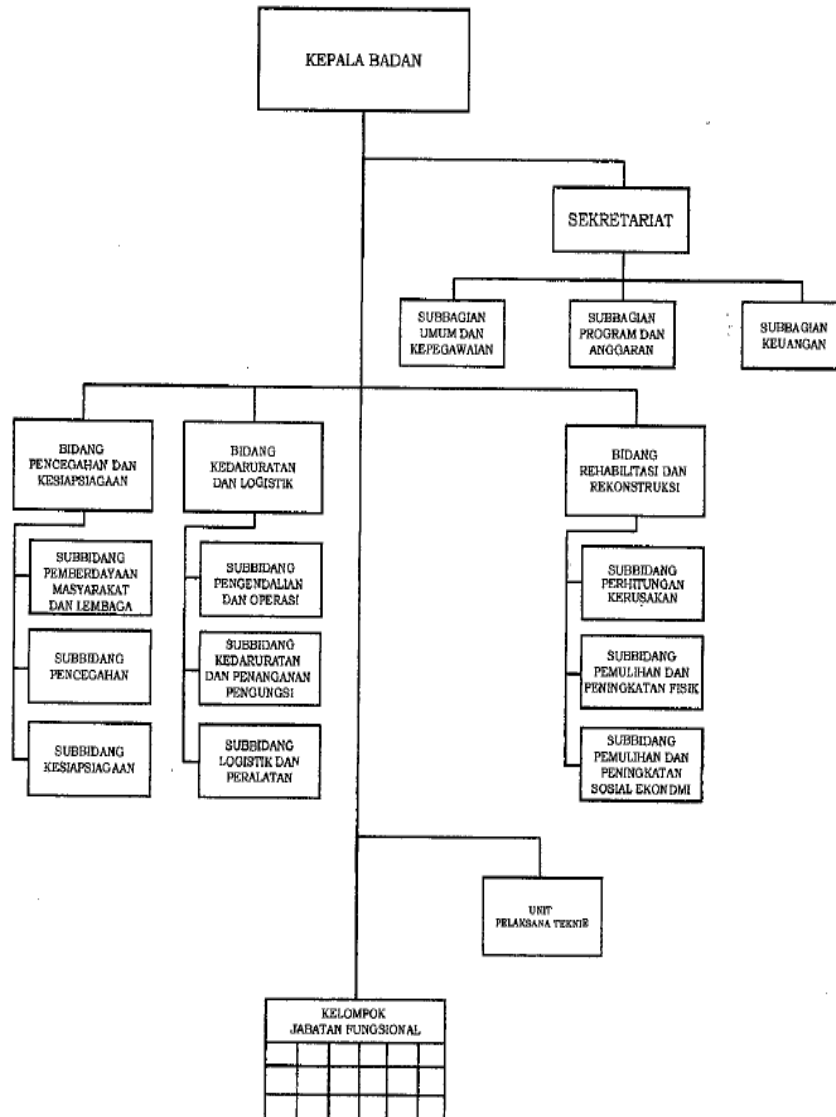 KEPALA BADAN
SEKRETARIAT
SUBBAGIAN
UMUM DAN
KEPEGAWAIAN
SUBBAGIAN
PROGRAM DAN
ANGGARAN
SUBBAGIAN
KEUANGAN
BIDANG
PENCEGAHAN DAN
KESIAPSIAGAAN
BIDANG
KEDARURATAN
DAN LOGISTIK
BIDANG
REHABILITASI DAN
REKONSTRUKSI
SUBBIDANG
PEMBERDAYAAN
MASYARAKAT
DAN LEMBAGA
SUBBIDANG
PENCEGAHAN
SUBBIDANG
KESIAPSIAGAAN
SUBBIDANG
PENGENDALIAN
DAN OPERASI
SUBBIDANG
KEDARURATAN
DAN PENANGANAN
PENGUNGSI
SUBBIDANG
LOGISTIK DAN
PERALATAN
SUBBIDANG
PERHITUNGAN
KERUSAKAN
SUBBIDANG
PEMULIHAN DAN
PENINGKATAN FISIK
SUBBIDANG
PEMULIHAN DAN
PENINGKATAN
SOSIAL EKONDMI
UNIT
PELAKSANA TEKNIE
KELOMPOK
JABATAN FUNGSIONAL